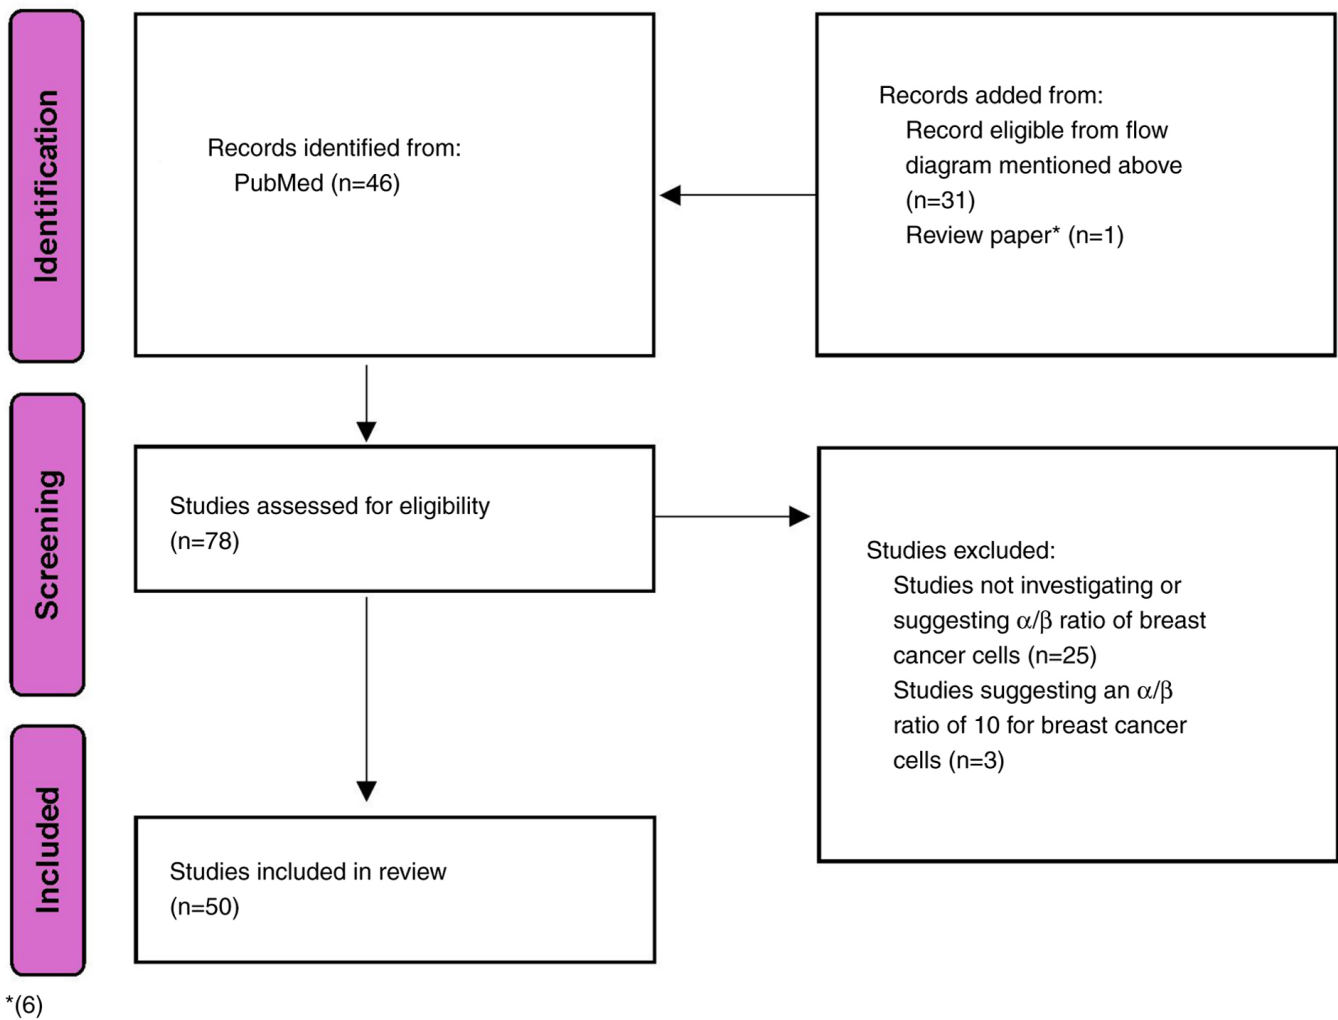 Identification
Records identified from:
PubMed (n=46)
Records added from:
Record eligible from flow
diagram mentioned above
(n=31)
Review paper* (n=1)
Screening
Studies assessed for eligibility
(n=78)
Studies excluded:
Studies not investigating or
suggesting α/β ratio of breast
cancer cells (n=25)
Studies suggesting an α/β
ratio of 10 for breast cancer
cells (n=3)
Included
Studies included in review
(n=50)
*(6)